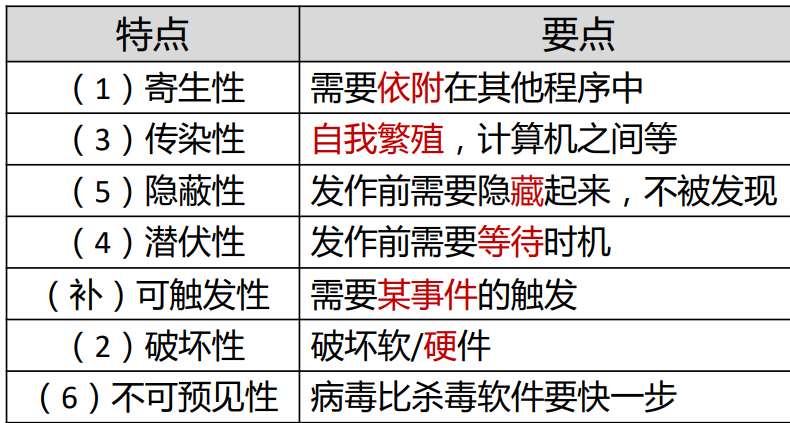 特点 要点
（1）寄生性 需要依附在其他程序中
（3）传染性 自我繁殖，计算机之间等
（5）隐蔽性 发作前需要隐藏起来，不被发现
（4）潜伏性 发作前需要等待时机
（补）可触发性 需要某事件的触发
（2）破坏性 破坏软/硬件
（6）不可预见性 病毒比杀毒软件要快一步